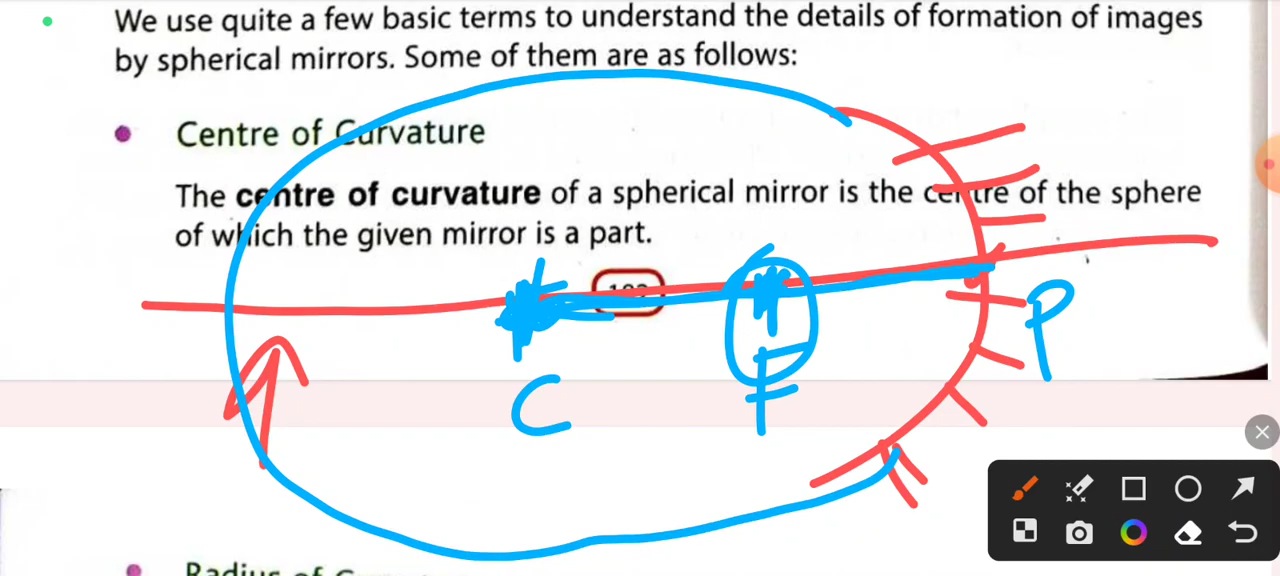 We use quite a few basic terms to understand the details of formation of images
by spherical mirrors. Some of them are as follows:
Centre of Curvature
The centre of curvature of a spherical mirror is the centre of the sphere
of which the given mirror is a part.
C
F
P
Radius of